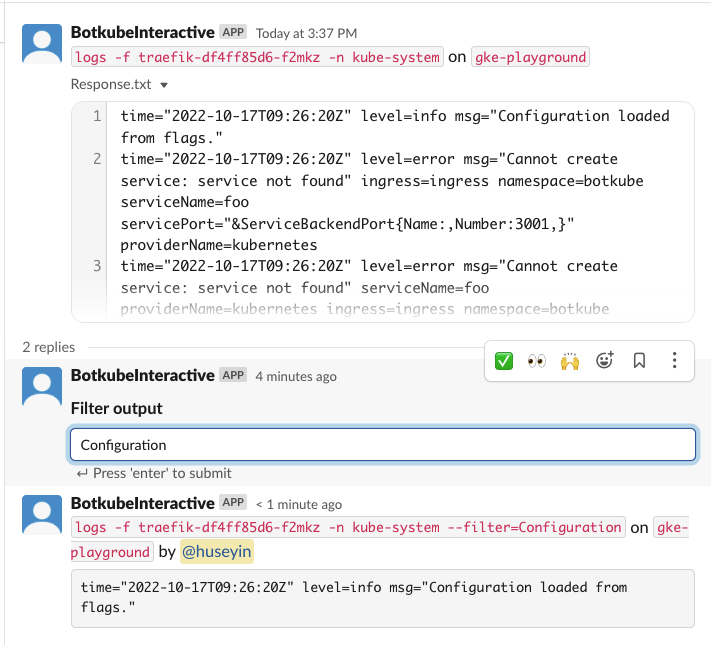 BotkubeInteractive APP Today at 3:37 PM
logs -f traefik-df4ff85d6-f2mkz -n kube-system on gke-playground
Response.txt
1 time="2022-10-17T09:26:20Z" level=info msg="Configuration loaded
from flags."
2 time="2022-10-17T09:26:20Z" level=error msg="Cannot create
service: service not found" ingress=ingress namespace=botkube
serviceName=foo
servicePort="&ServiceBackendPort{Name:,Number:3001,}"
providerName=kubernetes
3 time="2022-10-17T09:26:20Z" level=error msg="Cannot create
service: service not found" serviceName=foo
providerName=kubernetes ingress=ingress namespace=botkube
2 replies
BotkubeInteractive APP 4 minutes ago
Filter output
Configuration
↵ Press 'enter' to submit
BotkubeInteractive APP < 1 minute ago
logs -f traefik-df4ff85d6-f2mkz -n kube-system --filter=Configuration on gke-
playground by @huseyin
time="2022-10-17T09:26:20Z" level=info msg="Configuration loaded from
flags."